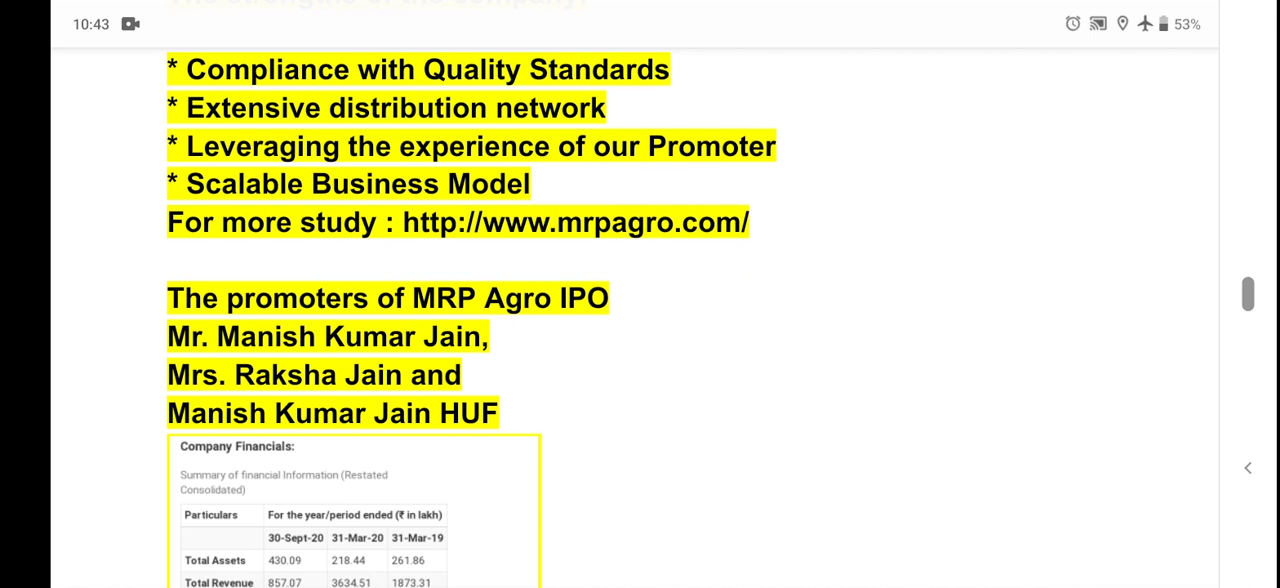 10:43
53%
* Compliance with Quality Standards
* Extensive distribution network
* Leveraging the experience of our Promoter
* Scalable Business Model
For more study : http://www.mrpagro.com/
The promoters of MRP Agro IPO
Mr. Manish Kumar Jain,
Mrs. Raksha Jain and
Manish Kumar Jain HUF
Company Financials:
Summary of financial Information (Restated
Consolidated)
Particulars For the year/period ended (₹ in lakh)
30-Sept-20 31-Mar-20 31-Mar-19
Total Assets 430.09 218.44 261.86
Total Revenue 857.07 3634.51 1873.31